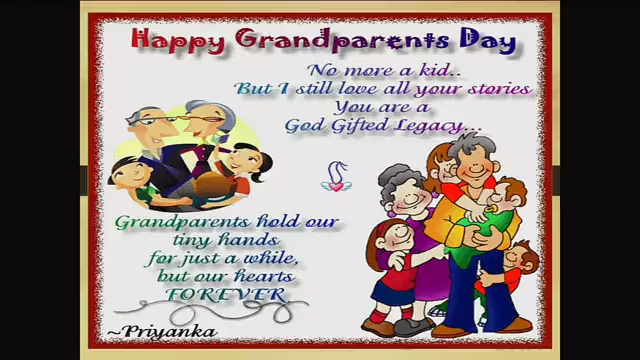 Happy Grandparents Day
No more a kid..
But I still love all your stories
You are a
God Gifted Legacy...
Grandparents hold our
tiny hands
for just a while,
but our hearts
FOREVER
~Priyanka